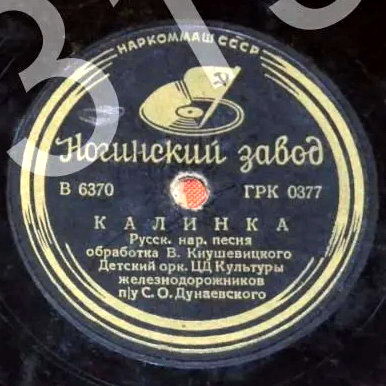 НАРКОММАШ СССР
Ногинский завод
В 6370 ГРК 0377
КАЛИНКА
Русск. нар. песня
обработка В. Кнушевицкого
Детский орк. ЦД Культуры
железнодорожников
п/у С. О. Дунаевского